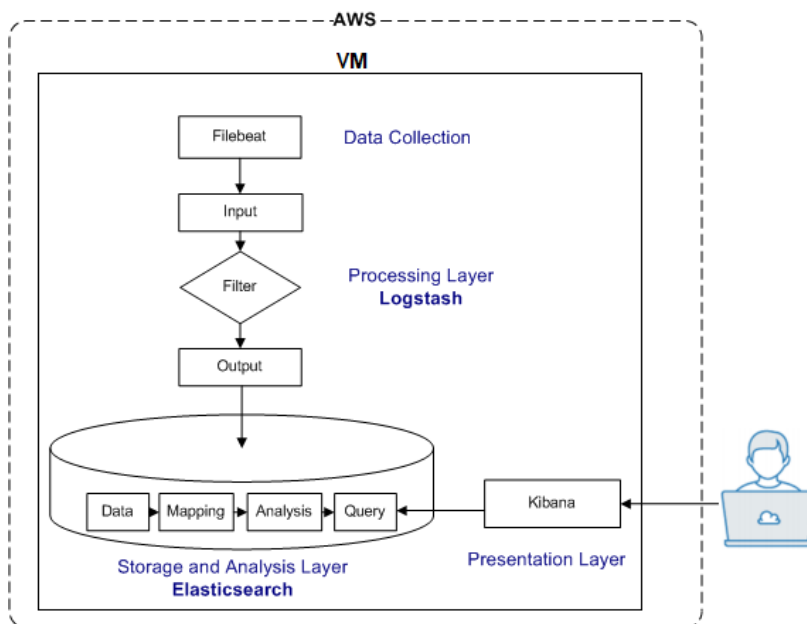 AWS
VM
Filebeat
Data Collection
Input
Filter
Processing Layer
Logstash
Output
Data
Mapping
Analysis
Query
Kibana
Storage and Analysis Layer
Elasticsearch
Presentation Layer